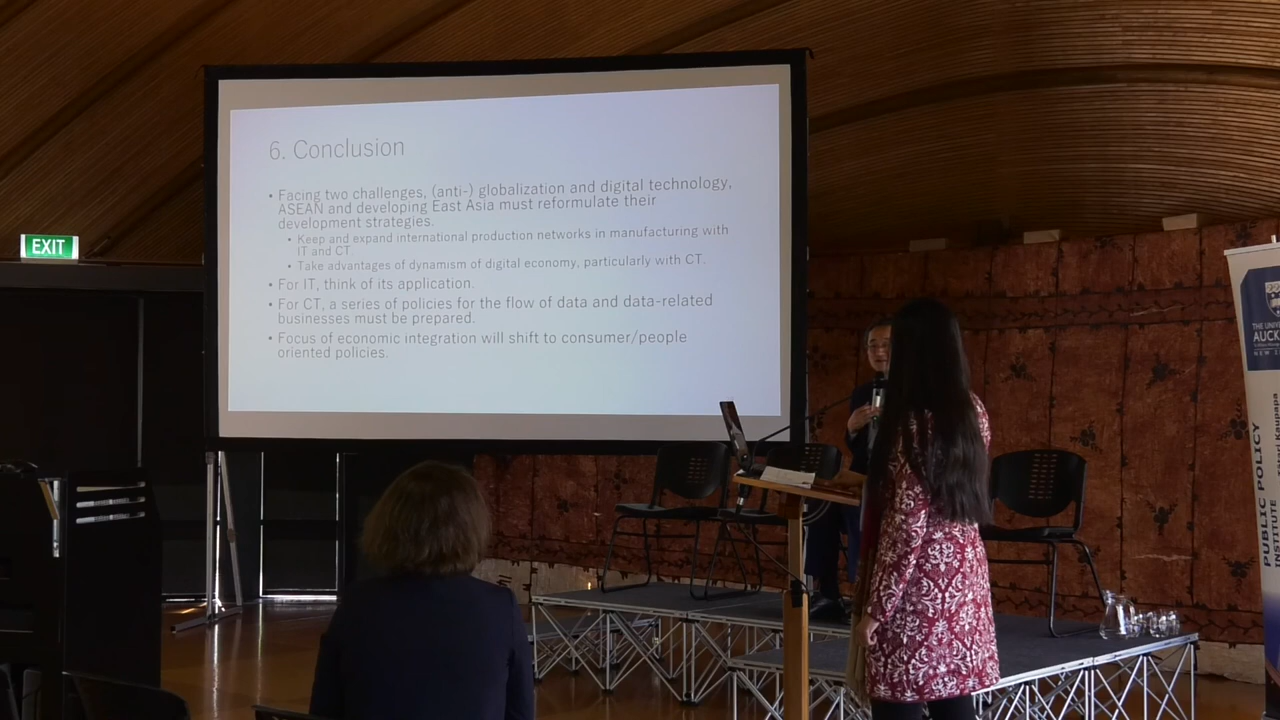 6. Conclusion
• Facing two challenges, (anti-) globalization and digital technology,
ASEAN and developing East Asia must reformulate their
development strategies.
• Keep and expand international production networks in manufacturing with
IT and CT.
• Take advantages of dynamism of digital economy, particularly with CT.
• For IT, think of its application.
• For CT, a series of policies for the flow of data and data-related
businesses must be prepared.
• Focus of economic integration will shift to consumer/people
oriented policies.
EXIT
THE UNIV
AUCK
NEW Z
PUBLIC POLICY
INSTITUTE